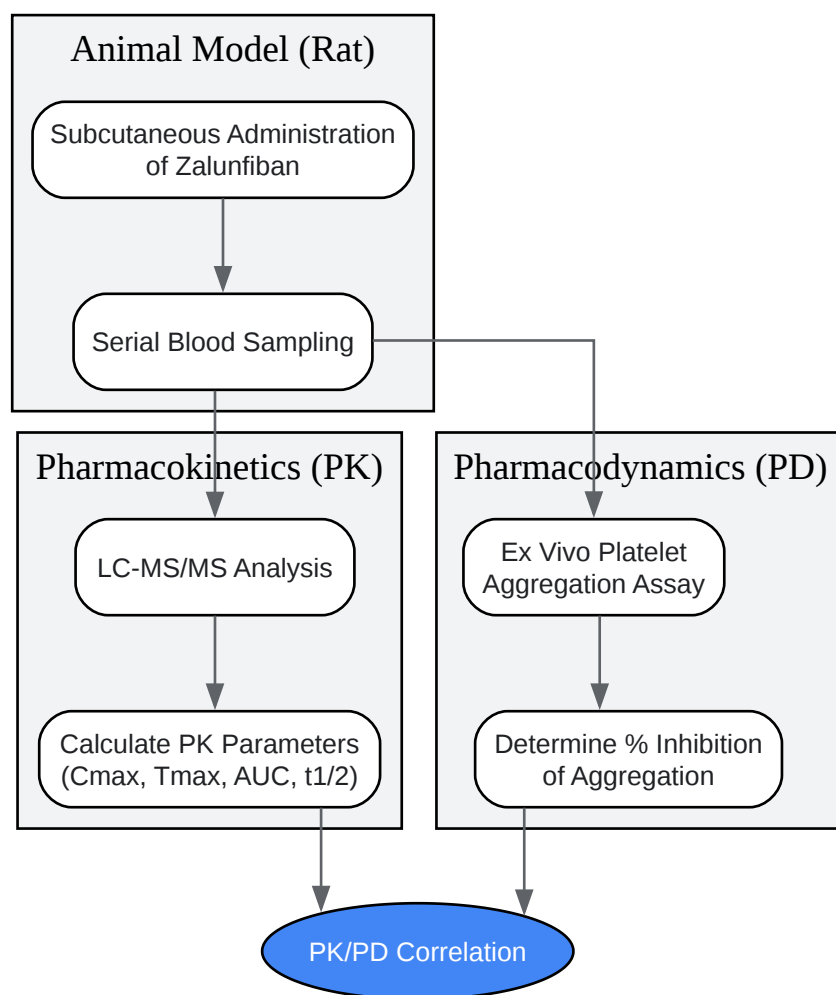 Animal Model (Rat)
Subcutaneous Administration
of Zalunfiban
Serial Blood Sampling
Pharmacokinetics (PK)
LC-MS/MS Analysis
Calculate PK Parameters
(Cmax, Tmax, AUC, t1/2)
Pharmacodynamics (PD)
Ex Vivo Platelet
Aggregation Assay
Determine % Inhibition
of Aggregation
PK/PD Correlation